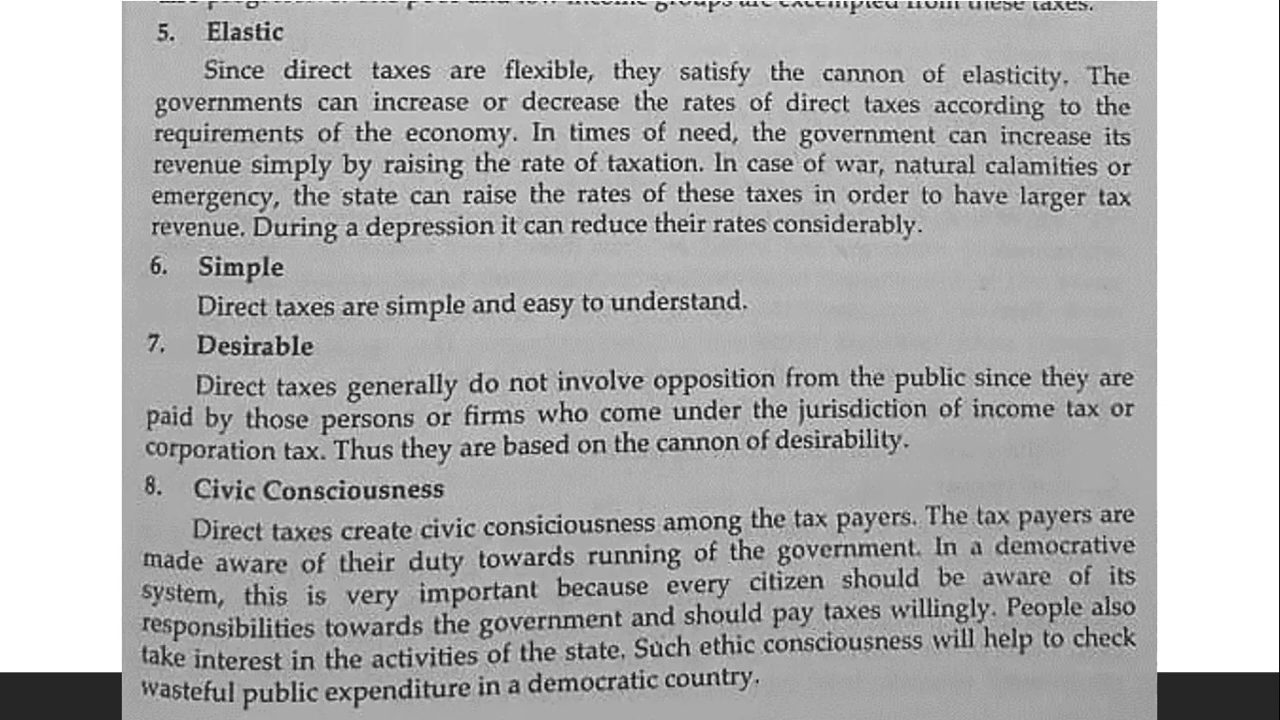 groups are exempted from these taxes.
5. Elastic
Since direct taxes are flexible, they satisfy the cannon of elasticity. The
governments can increase or decrease the rates of direct taxes according to the
requirements of the economy. In times of need, the government can increase its
revenue simply by raising the rate of taxation. In case of war, natural calamities or
emergency, the state can raise the rates of these taxes in order to have larger tax
revenue. During a depression it can reduce their rates considerably.
6. Simple
Direct taxes are simple and easy to understand.
7. Desirable
Direct taxes generally do not involve opposition from the public since they are
paid by those persons or firms who come under the jurisdiction of income tax or
corporation tax. Thus they are based on the cannon of desirability.
8. Civic Consciousness
Direct taxes create civic consiciousness among the tax payers. The tax payers are
made aware of their duty towards running of the government. In a democrative
system, this is very important because every citizen should be aware of its
responsibilities towards the government and should pay taxes willingly. People also
take interest in the activities of the state. Such ethic consciousness will help to check
wasteful public expenditure in a democratic country.